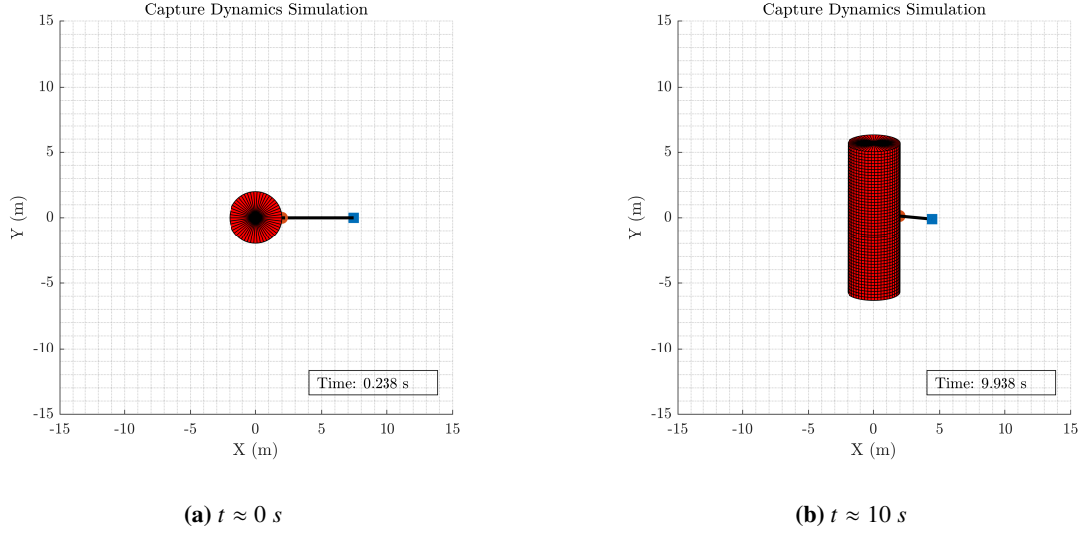 Capture Dynamics Simulation
15
10
5
0
-5
-10
-15
Y (m)
-15 -10 -5 0 5 10 15
X (m)
Time: 0.238 s
(a) t ≈ 0 s
Capture Dynamics Simulation
15
10
5
0
-5
-10
-15
Y (m)
-15 -10 -5 0 5 10 15
X (m)
Time: 9.938 s
(b) t ≈ 10 s